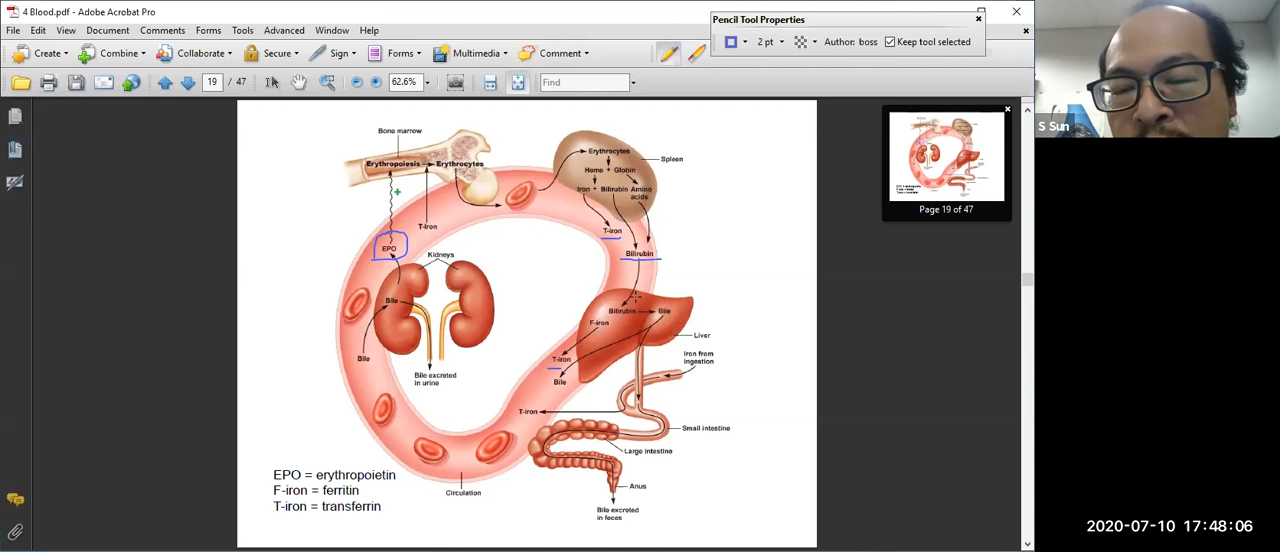 4 Blood.pdf - Adobe Acrobat Pro
File Edit View Document Comments Forms Tools Advanced Window Help
Create Combine Collaborate Secure Sign Forms Multimedia Comment
Pencil Tool Properties
2 pt Author: boss Keep tool selected
19 / 47 62.6% Find
S Sun
Page 19 of 47
Bone marrow
Erythropoiesis Erythrocytes
Erythrocytes
Spleen
Heme + Globin
Iron + Bilirubin Amino
acids
T-iron
T-iron
EPO
Bilirubin
Kidneys
Bile
Bilirubin Bile
F-iron
Liver
Bile
T-iron
Iron from
ingestion
Bile excreted
in urine
Bile
T-iron
Small intestine
Large intestine
Anus
Circulation
Bile excreted
in feces
EPO = erythropoietin
F-iron = ferritin
T-iron = transferrin
2020-07-10 17:48:06